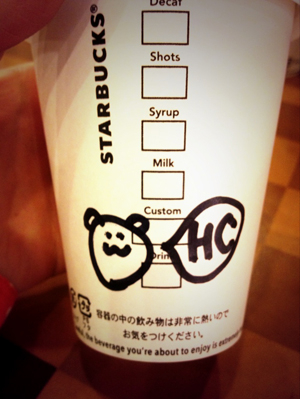 Decaf
STARBUCKS®
Shots
Syrup
Milk
Custom
Drin
HC
容器の中の飲み物は非常に熱いので
お気をつけください。
the beverage you're about to enjoy is extrem